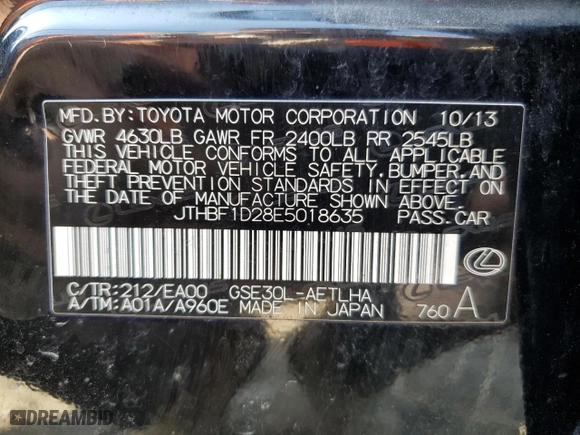 MFD.BY:TOYOTA MOTOR CORPORATION 10/13
GVWR 4630LB GAWR FR 2400LB RR 2545LB
THIS VEHICLE CONFORMS TO ALL APPLICABLE
FEDERAL MOTOR VEHICLE SAFETY,BUMPER,AND
THEFT PREVENTION STANDARDS IN EFFECT ON
THE DATE OF MANUFACTURE SHOWN ABOVE.
JTHBF1D28E5018635 PASS.CAR
C/TR:212/EA00 GSE30L-AETLHA
A/TM:A01A/A960E MADE IN JAPAN 760 A
DREAMBID